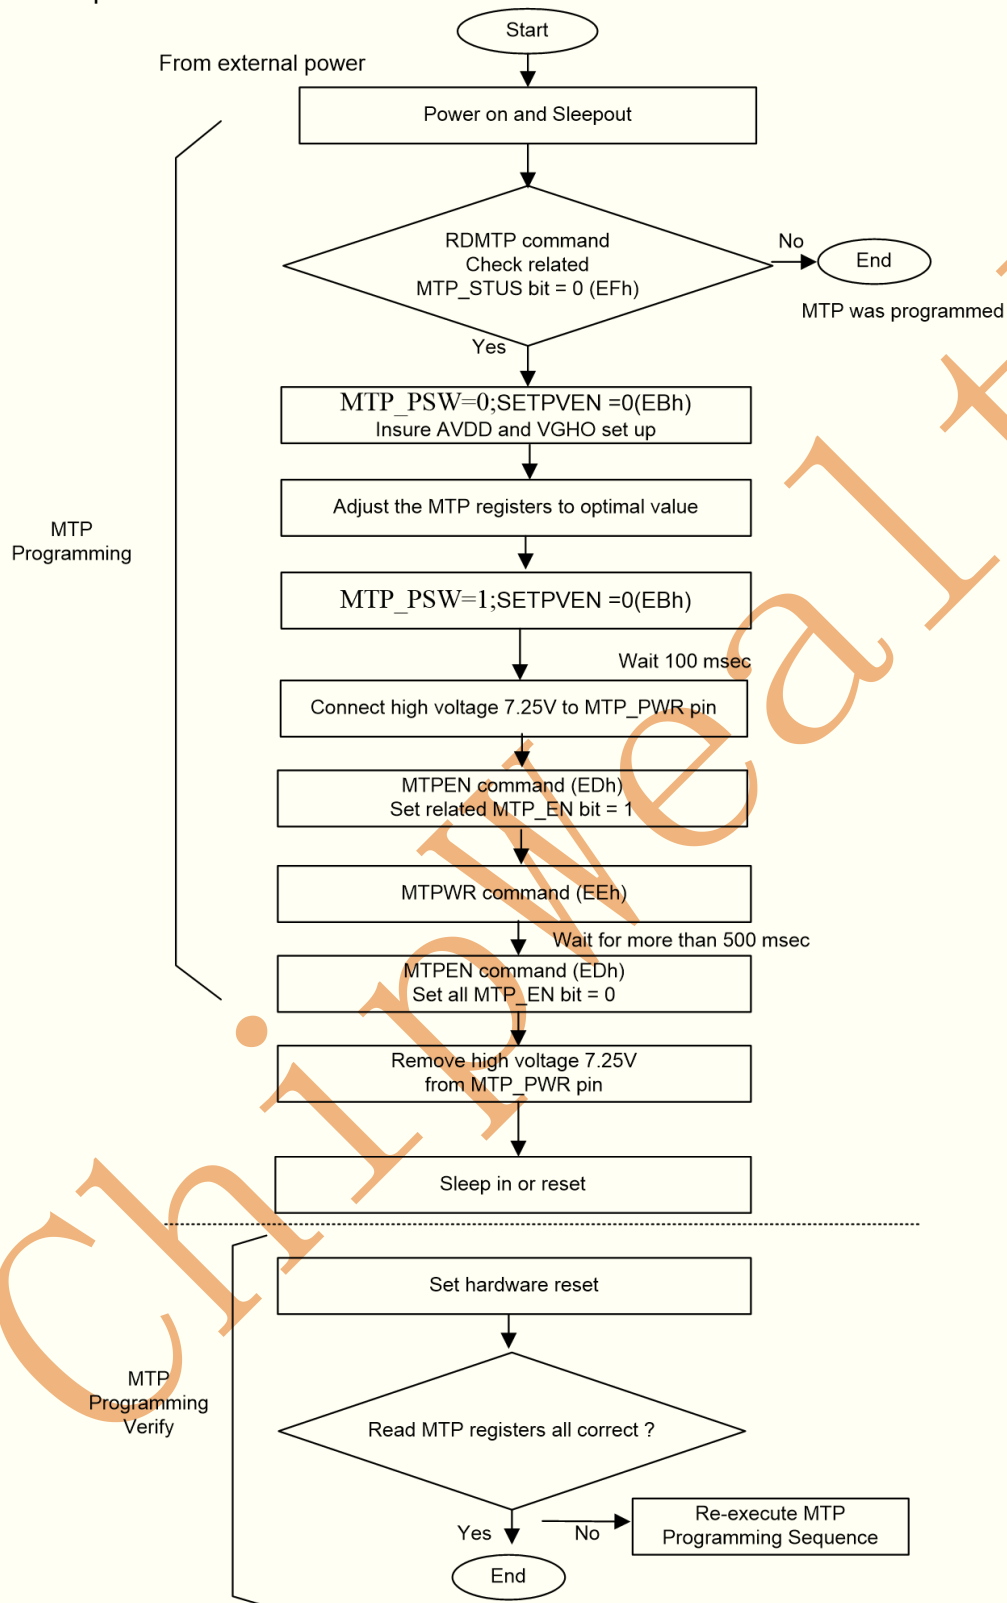 Start
From external power
Power on and Sleepout
RDMTP command
Check related
MTP_STUS bit = 0 (EFh)
No
End
MTP was programmed
Yes
MTP_PSW=0;SETPVEN =0(EBh)
Insure AVDD and VGHO set up
Adjust the MTP registers to optimal value
MTP
Programming
MTP_PSW=1;SETPVEN =0(EBh)
Wait 100 msec
Connect high voltage 7.25V to MTP_PWR pin
MTPEN command (EDh)
Set related MTP_EN bit = 1
MTPWR command (EEh)
Wait for more than 500 msec
MTPEN command (EDh)
Set all MTP_EN bit = 0
Remove high voltage 7.25V
from MTP_PWR pin
Sleep in or reset
Set hardware reset
MTP
Programming
Verify
Read MTP registers all correct ?
Yes
No
Re-execute MTP
Programming Sequence
End
ChipWealt